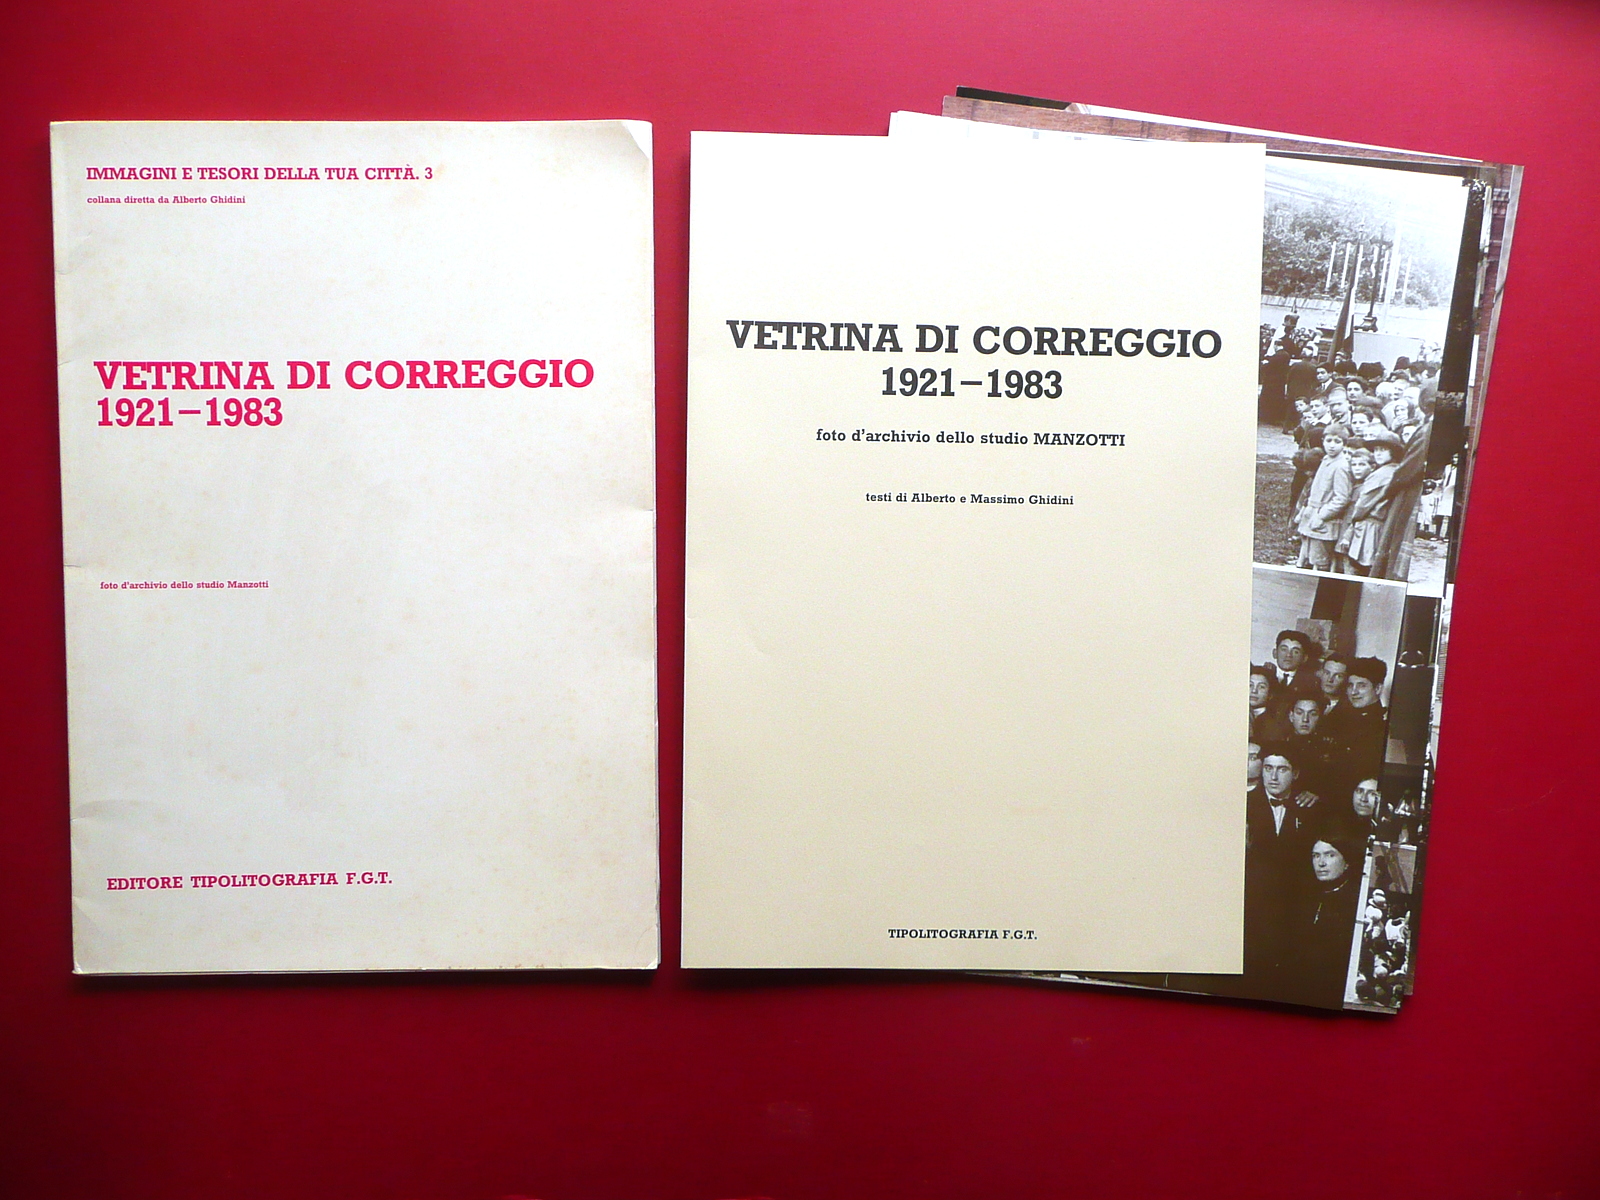 IMMAGINI E TESORI DELLA TUA CITTÀ. 3
collana diretta da Alberto Ghidini
VETRINA DI CORREGGIO
1921–1983
foto d'archivio dello studio Manzotti
EDITORE TIPOLITOGRAFIA F.G.T.
VETRINA DI CORREGGIO
1921–1983
foto d'archivio dello studio MANZOTTI
testi di Alberto e Massimo Ghidini
TIPOLITOGRAFIA F.G.T.